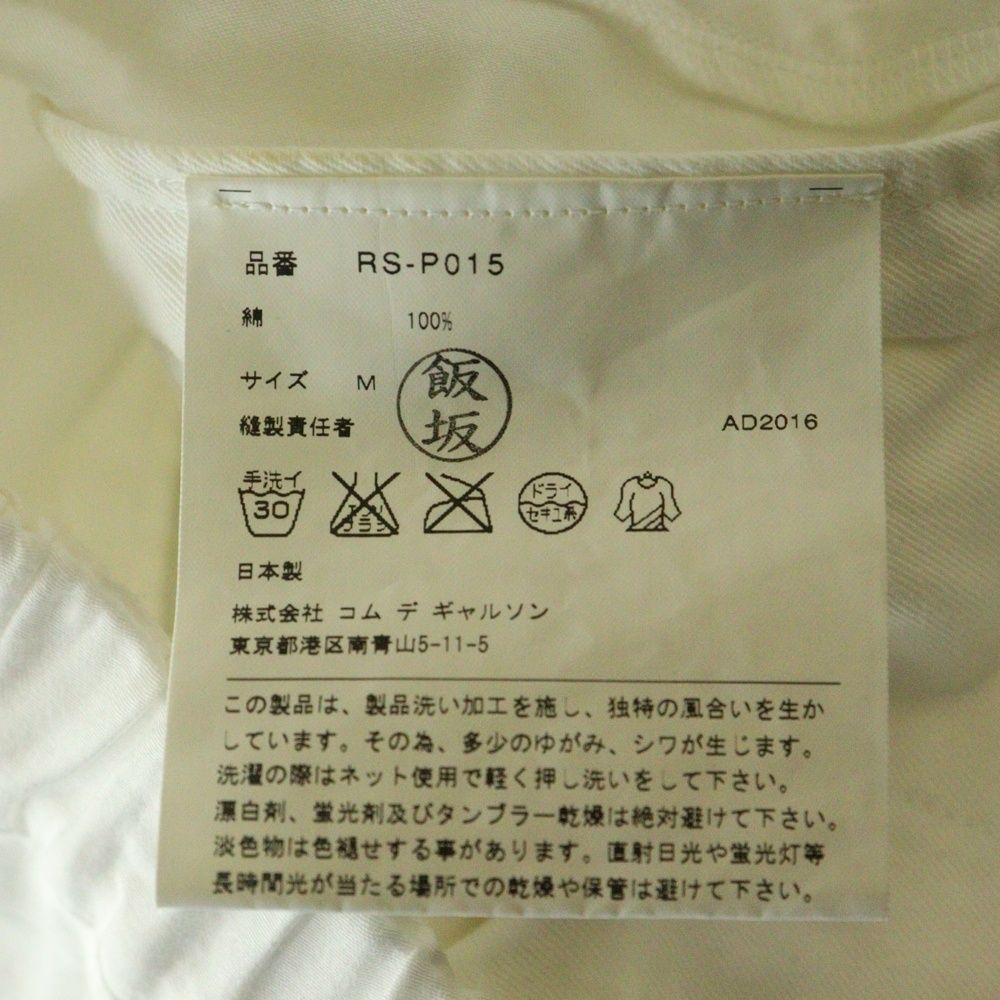 品番 RS-P015
綿 100%
サイズ M
飯坂
縫製責任者
AD2016
手洗イ
30
エンソ
サラシ
ドライ
セキユ系
日本製
株式会社 コム デ ギャルソン
東京都港区南青山5-11-5
この製品は、製品洗い加工を施し、独特の風合いを生か
しています。その為、多少のゆがみ、シワが生じます。
洗濯の際はネット使用で軽く押し洗いをして下さい。
漂白剤、蛍光剤及びタンブラー乾燥は絶対避けて下さい。
淡色物は色褪せする事があります。直射日光や蛍光灯等
長時間光が当たる場所での乾燥や保管は避けて下さい。